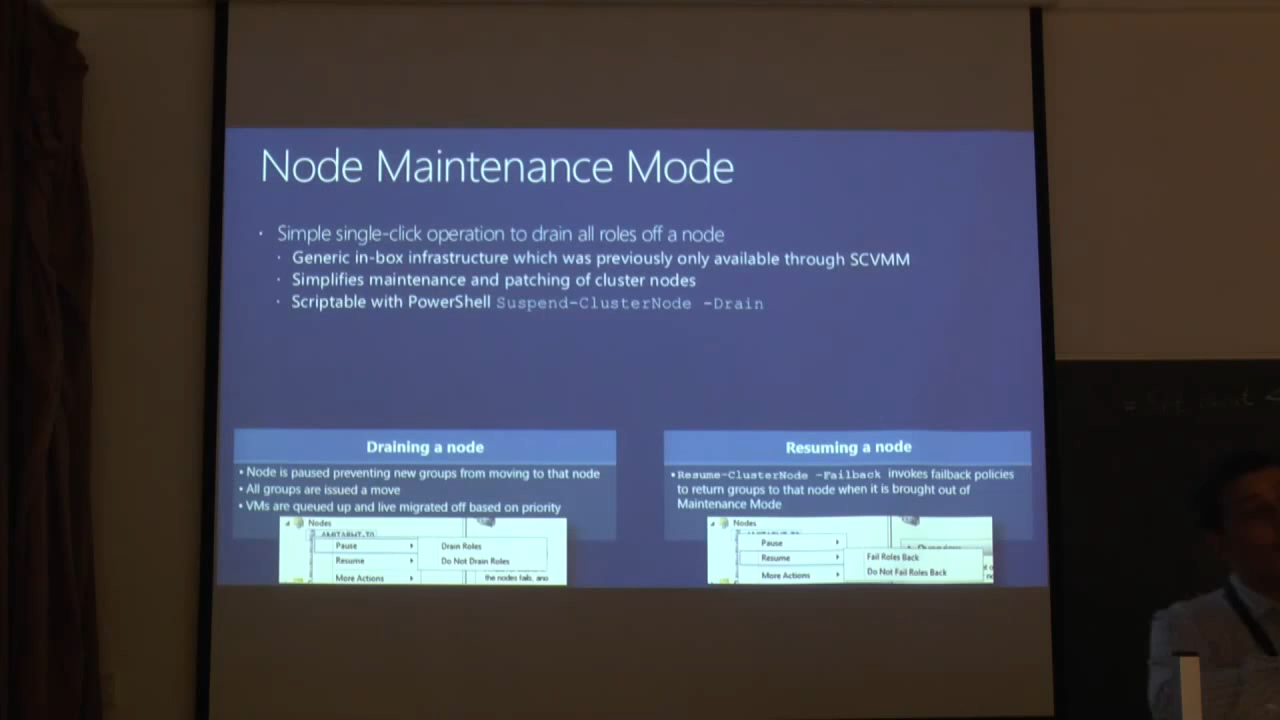 Node Maintenance Mode
· Simple single-click operation to drain all roles off a node
· Generic in-box infrastructure which was previously only available through SCVMM
· Simplifies maintenance and patching of cluster nodes
· Scriptable with PowerShell Suspend-ClusterNode -Drain
Draining a node
• Node is paused preventing new groups from moving to that node
• All groups are issued a move
• VMs are queued up and live migrated off based on priority
Nodes
Pause
Drain Roles
Resume
Do Not Drain Roles
More Actions
the nodes fails, and
Resuming a node
• Resume-ClusterNode -Failback invokes failback policies
to return groups to that node when it is brought out of
Maintenance Mode
Nodes
Pause
Resume
Fail Roles Back
More Actions
Do Not Fail Roles Back